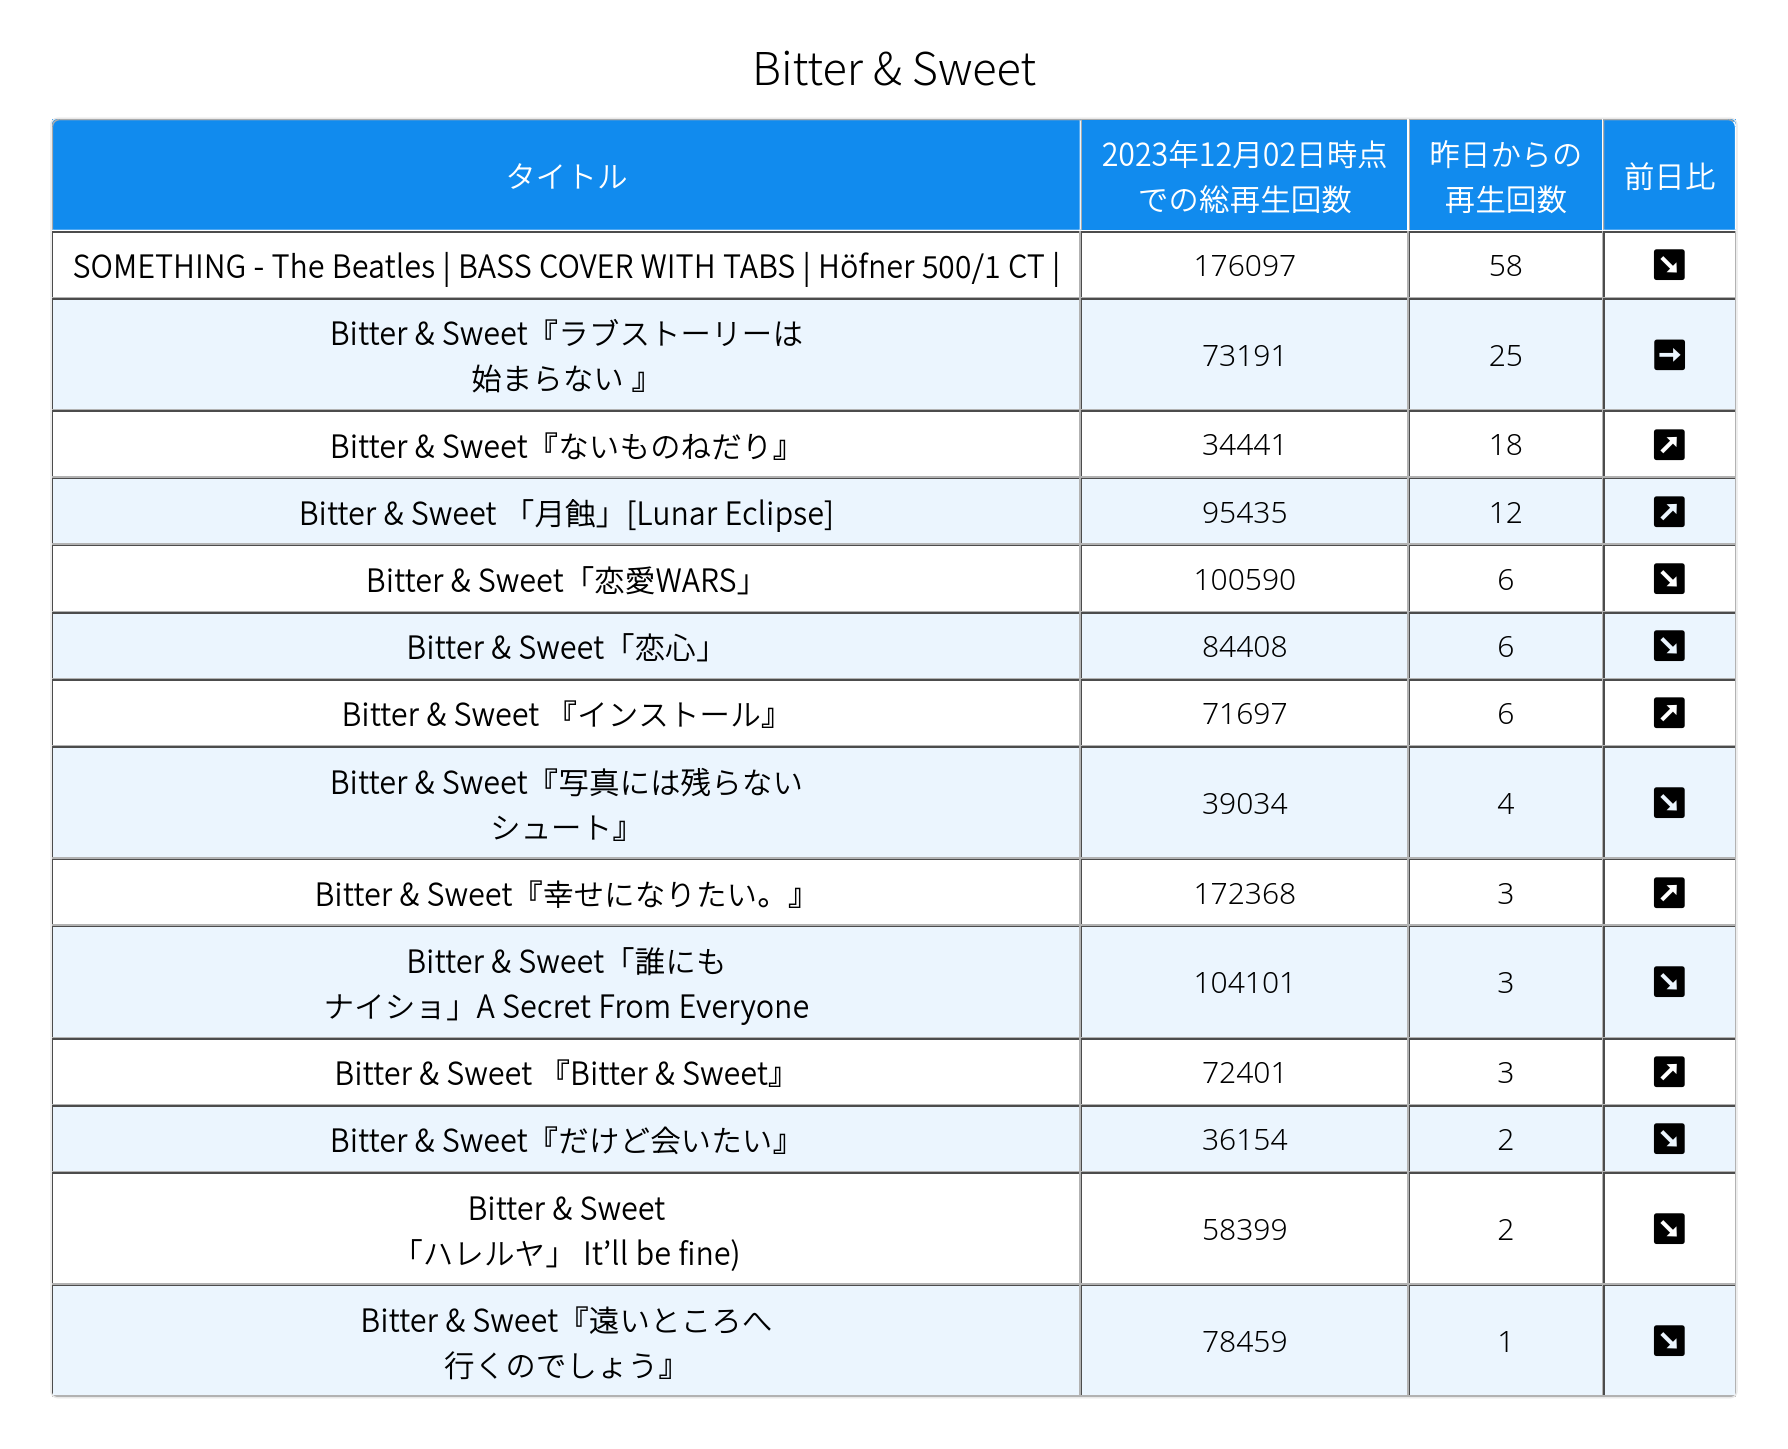 Bitter & Sweet
タイトル
2023年12月02日時点
での総再生回数
昨日からの
再生回数
前日比
SOMETHING - The Beatles | BASS COVER WITH TABS | Höfner 500/1 CT |
176097
58
Bitter & Sweet『ラブストーリーは
始まらない 』
73191
25
Bitter & Sweet『ないものねだり』
34441
18
Bitter & Sweet 「月蝕」[Lunar Eclipse]
95435
12
Bitter & Sweet「恋愛WARS」
100590
6
Bitter & Sweet「恋心」
84408
6
Bitter & Sweet 『インストール』
71697
6
Bitter & Sweet『写真には残らない
シュート』
39034
4
Bitter & Sweet『幸せになりたい。』
172368
3
Bitter & Sweet「誰にも
ナイショ」A Secret From Everyone
104101
3
Bitter & Sweet 『Bitter & Sweet』
72401
3
Bitter & Sweet『だけど会いたい』
36154
2
Bitter & Sweet
「ハレルヤ」 It’ll be fine)
58399
2
Bitter & Sweet『遠いところへ
行くのでしょう』
78459
1